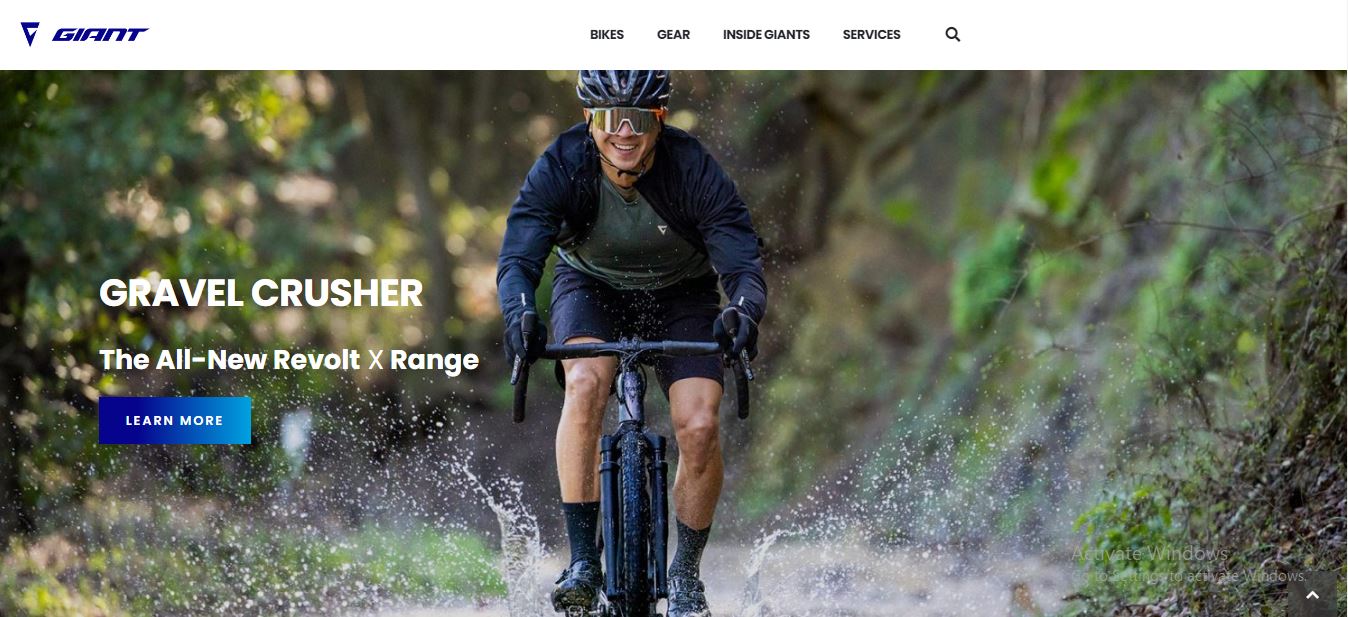 GIANT
BIKES GEAR INSIDE GIANTS SERVICES
GRAVEL CRUSHER
The All-New Revolt X Range
LEARN MORE
Activate Windows
Go to Settings to activate Windows.